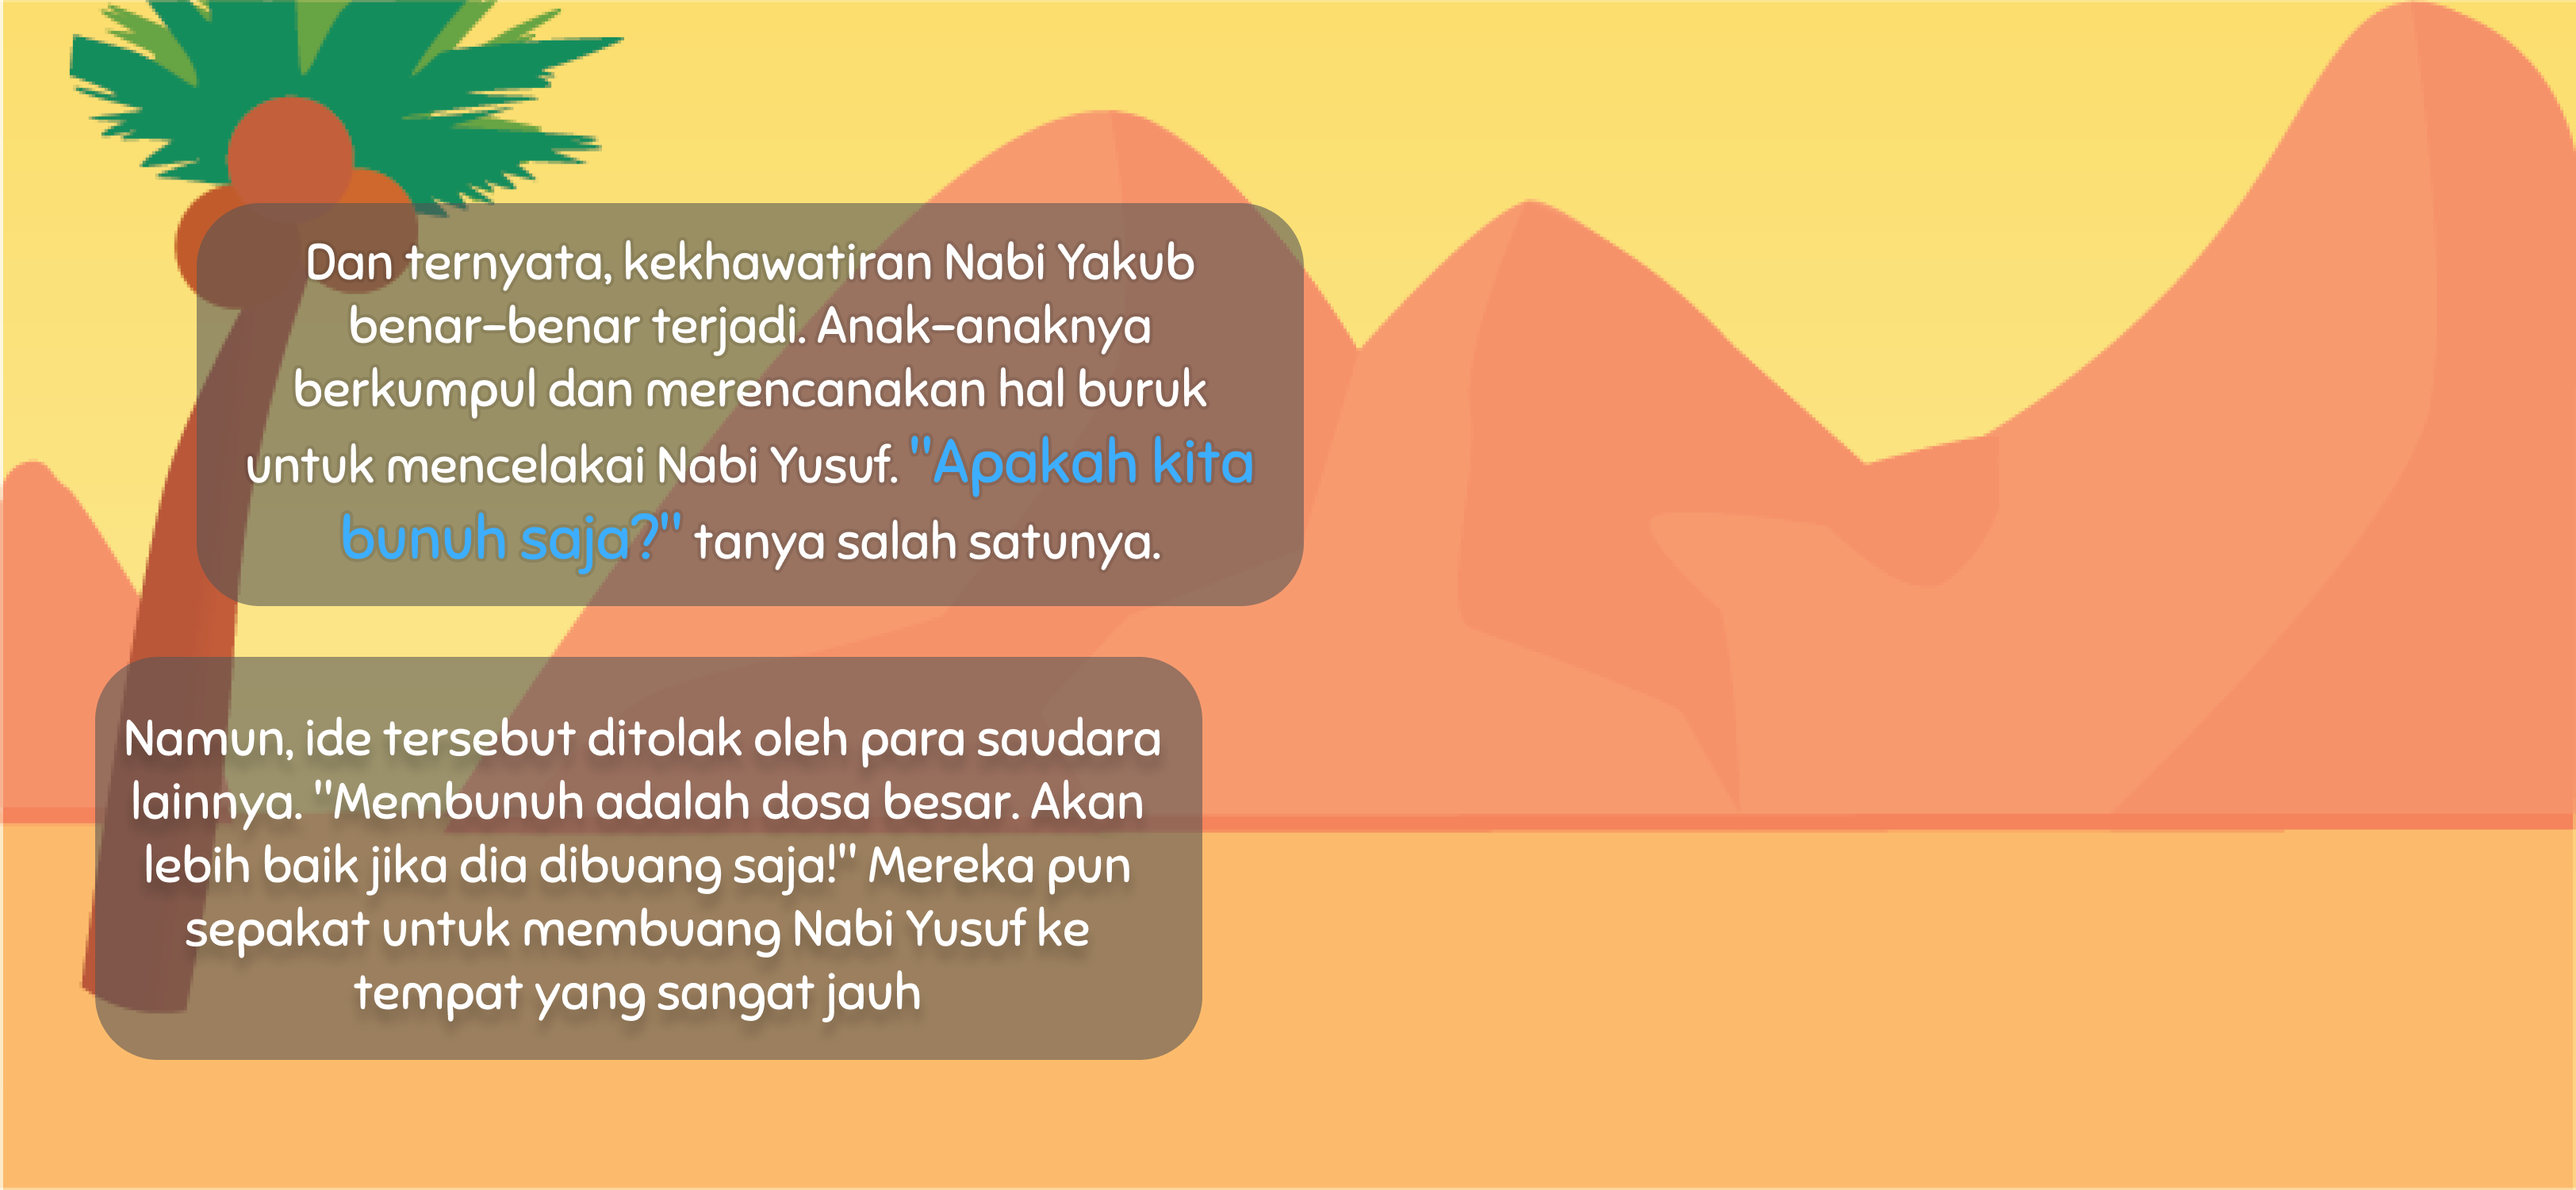 Dan ternyata, kekhawatiran Nabi Yakub
benar-benar terjadi. Anak-anaknya
berkumpul dan merencanakan hal buruk
untuk mencelakai Nabi Yusuf. "Apakah kita
bunuh saja?" tanya salah satunya.
Namun, ide tersebut ditolak oleh para saudara
lainnya. "Membunuh adalah dosa besar. Akan
lebih baik jika dia dibuang saja!" Mereka pun
sepakat untuk membuang Nabi Yusuf ke
tempat yang sangat jauh